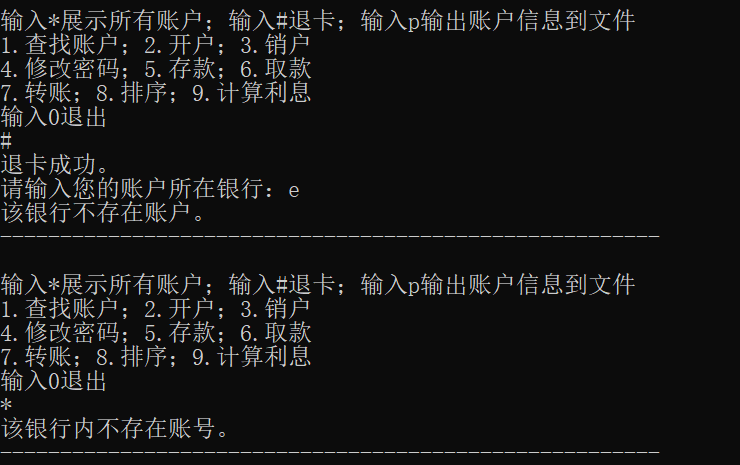 输入*展示所有账户；输入#退卡；输入p输出账户信息到文件
1.查找账户；2.开户；3.销户
4.修改密码；5.存款；6.取款
7.转账；8.排序；9.计算利息
输入0退出
#
退卡成功。
请输入您的账户所在银行：e
该银行不存在账户。
-------------------------------------------------------
输入*展示所有账户；输入#退卡；输入p输出账户信息到文件
1.查找账户；2.开户；3.销户
4.修改密码；5.存款；6.取款
7.转账；8.排序；9.计算利息
输入0退出
*
该银行内不存在账号。
-------------------------------------------------------